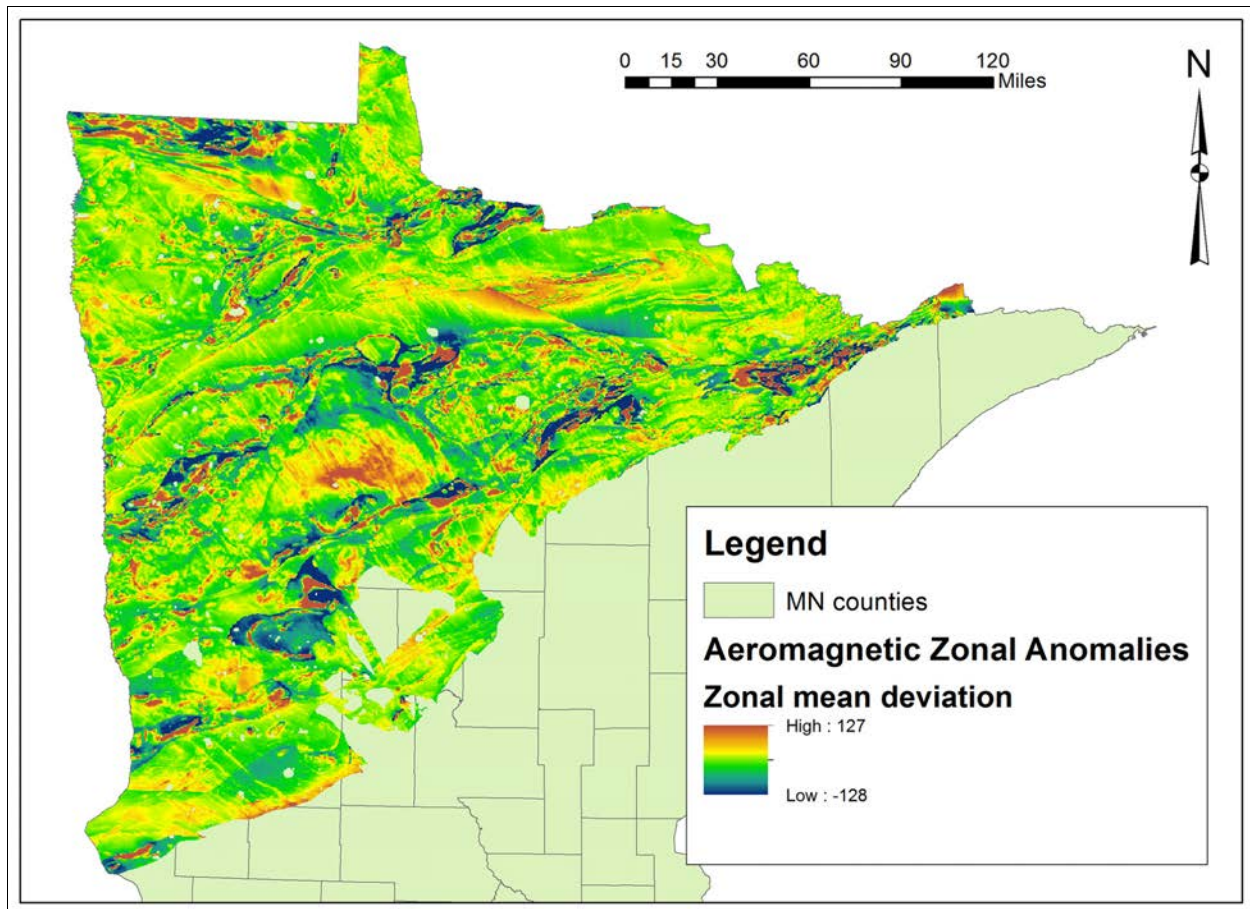 0 15 30 60 90 120
Miles
N
Legend
MN counties
Aeromagnetic Zonal Anomalies
Zonal mean deviation
High : 127
Low : -128